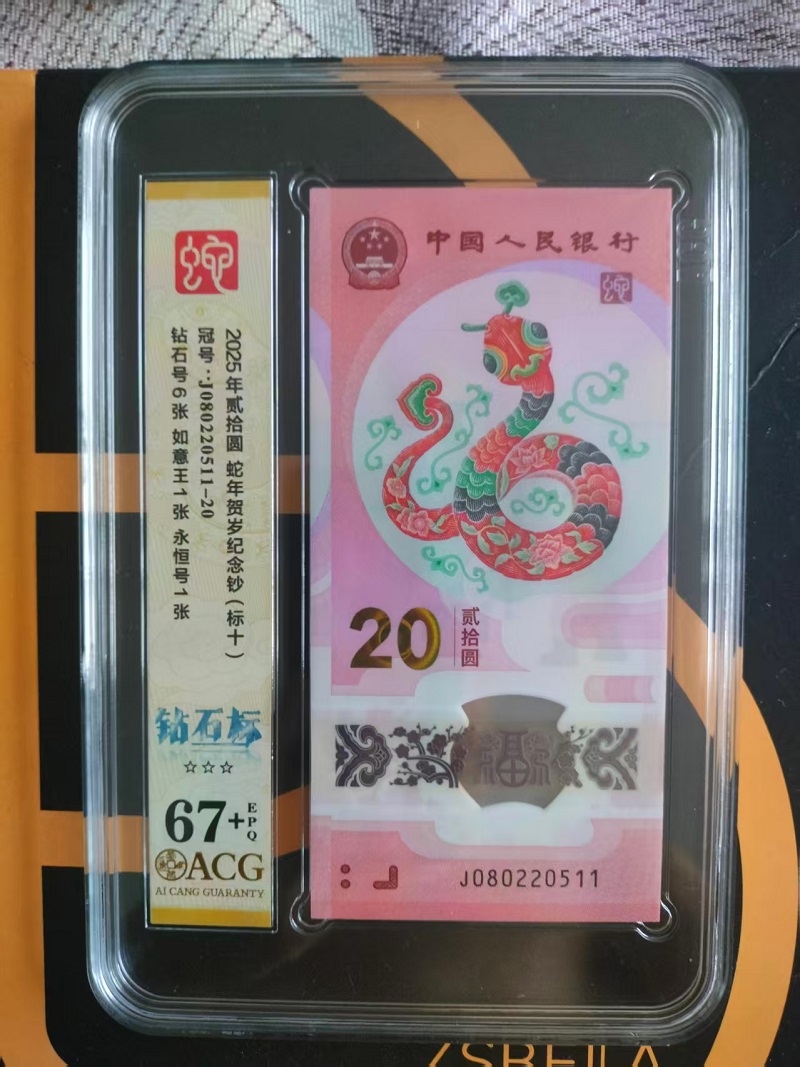 蛇
2025年贰拾圆 蛇年贺岁纪念钞(标十)
冠号:J080220511-20
钻石号6张 如意王1张 永恒号1张
钻石标
☆☆☆
67+EPQ
ACG
AI CANG GUARANTY
中国人民银行
蛇
20 贰拾圆
福
J080220511